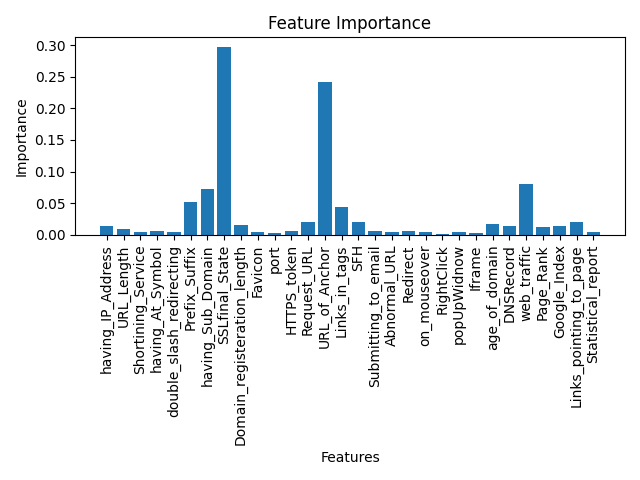 Feature Importance
Importance
0.30
0.25
0.20
0.15
0.10
0.05
0.00
having_IP_Address
URL_Length
Shortining_Service
having_At_Symbol
double_slash_redirecting
Prefix_Suffix
having_Sub_Domain
SSLfinal_State
Domain_registeration_length
Favicon
port
HTTPS_token
Request_URL
URL_of_Anchor
Links_in_tags
SFH
Submitting_to_email
Abnormal_URL
Redirect
on_mouseover
RightClick
popUpWidnow
Iframe
age_of_domain
DNSRecord
web_traffic
Page_Rank
Google_Index
Links_pointing_to_page
Statistical_report
Features